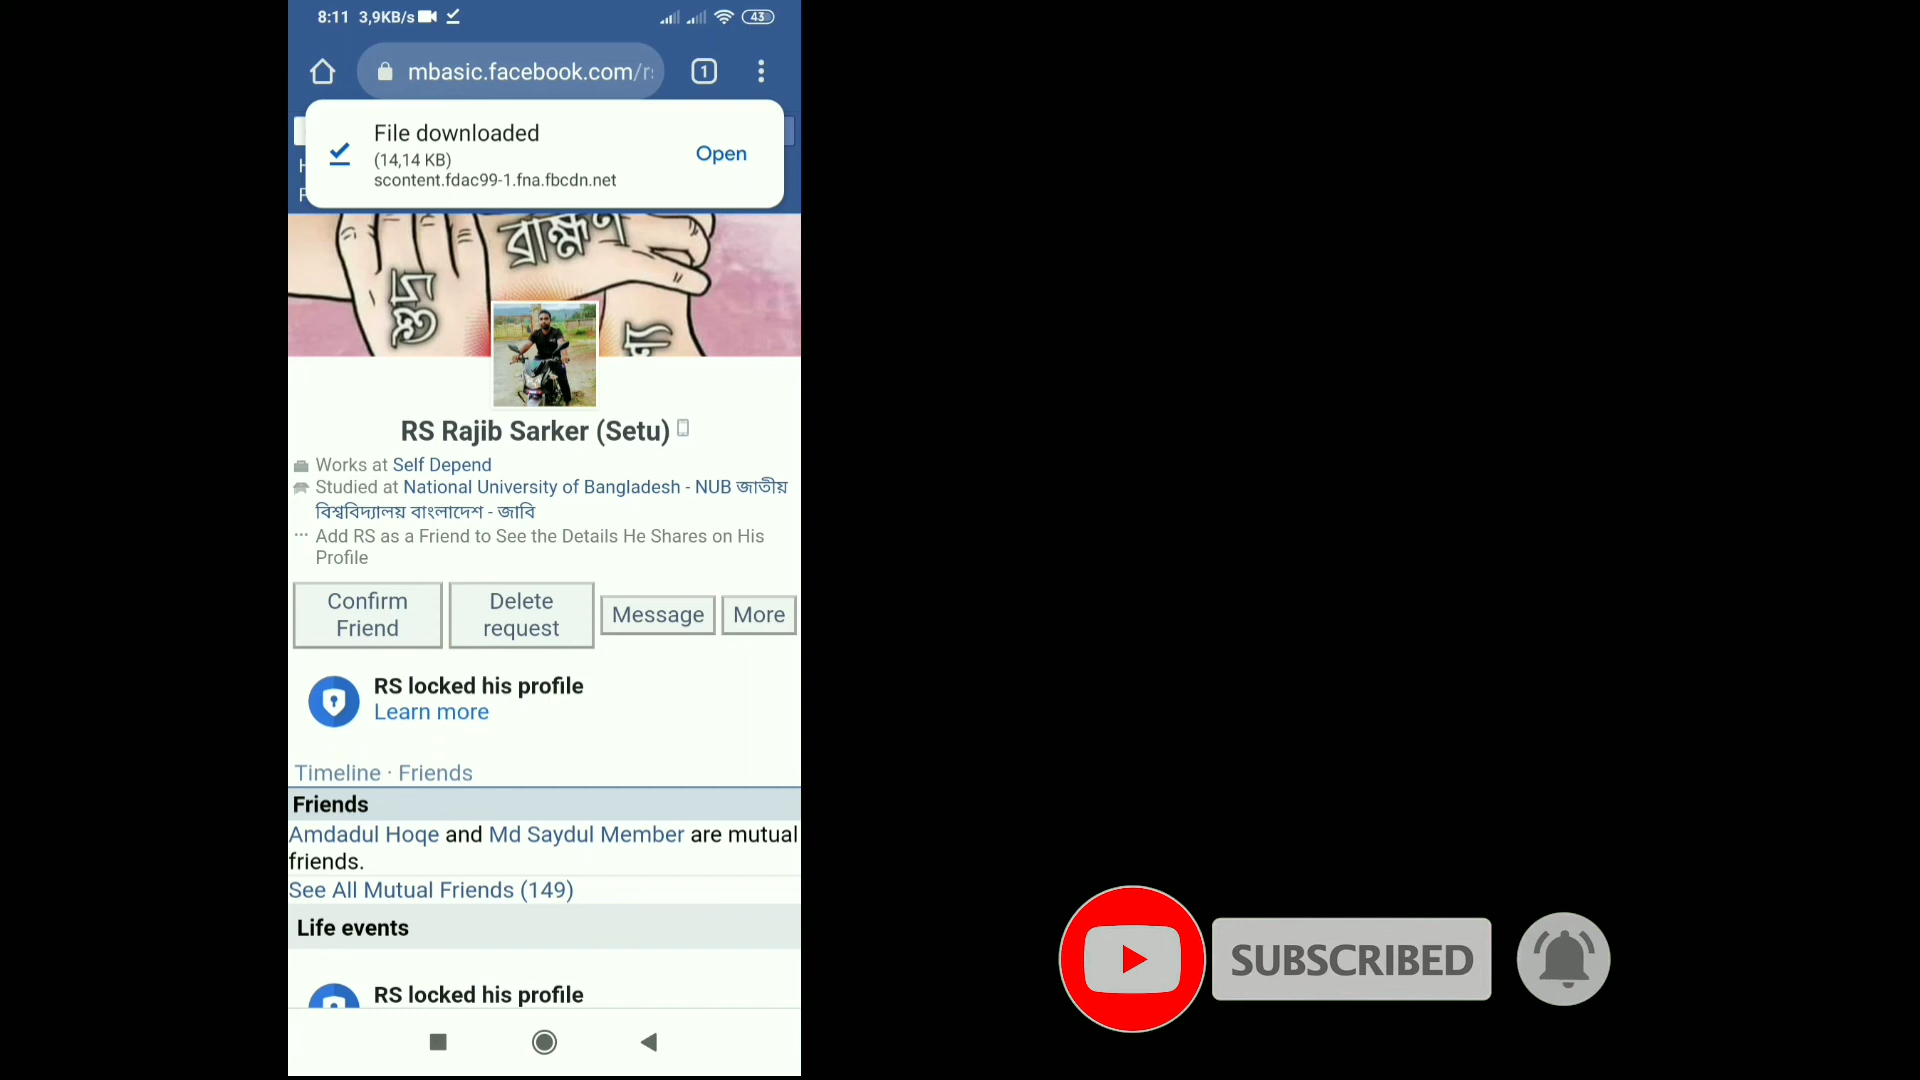 8:11 3,9KB/s
43
mbasic.facebook.com/r
1
File downloaded
(14,14 KB)
scontent.fdac99-1.fna.fbcdn.net
Open
ব্রাহ্মণ
শুদ্র
RS Rajib Sarker (Setu)
Works at Self Depend
Studied at National University of Bangladesh - NUB জাতীয়
বিশ্ববিদ্যালয় বাংলাদেশ - জাবি
Add RS as a Friend to See the Details He Shares on His
Profile
Confirm
Friend
Delete
request
Message
More
RS locked his profile
Learn more
Timeline · Friends
Friends
Amdadul Hoqe and Md Saydul Member are mutual
friends.
See All Mutual Friends (149)
Life events
RS locked his profile
SUBSCRIBED